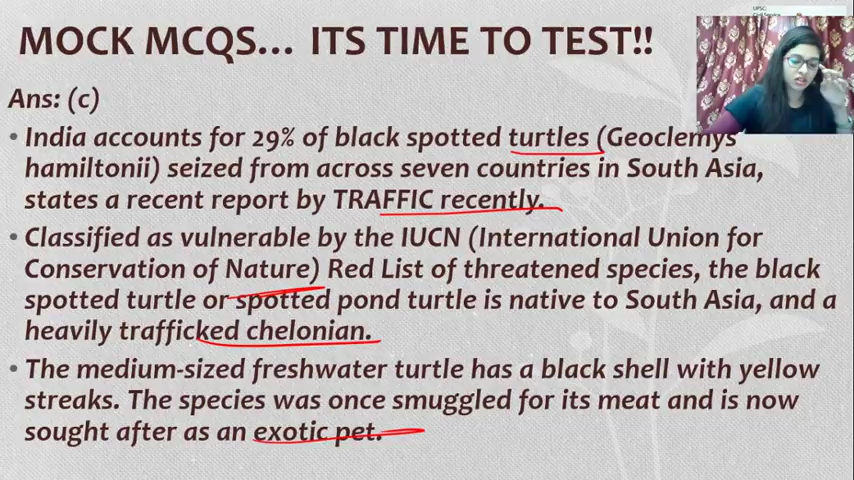 UPSC
MOCK MCQS... ITS TIME TO TEST!!
Ans: (c)
• India accounts for 29% of black spotted turtles (Geoclemys
hamiltonii) seized from across seven countries in South Asia,
states a recent report by TRAFFIC recently.
• Classified as vulnerable by the IUCN (International Union for
Conservation of Nature) Red List of threatened species, the black
spotted turtle or spotted pond turtle is native to South Asia, and a
heavily trafficked chelonian.
• The medium-sized freshwater turtle has a black shell with yellow
streaks. The species was once smuggled for its meat and is now
sought after as an exotic pet.